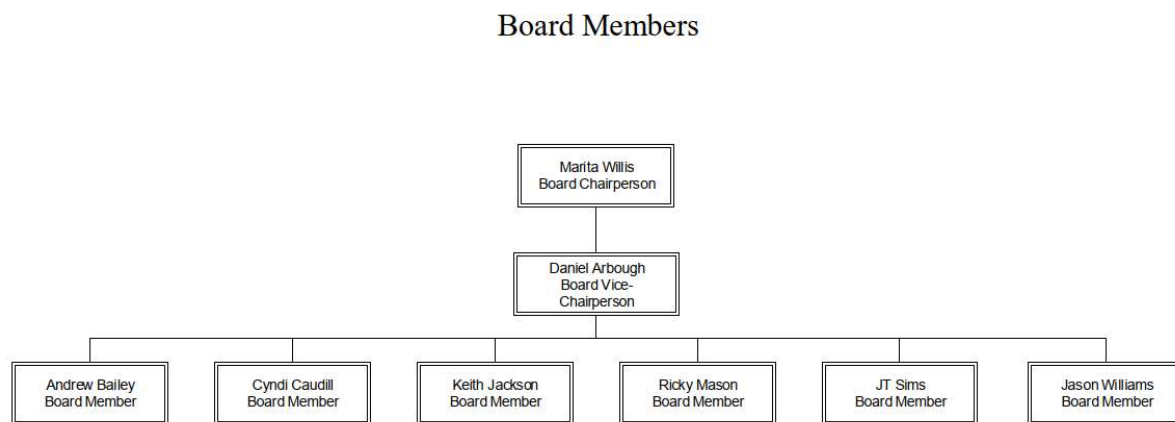 Board Members
Marita Willis
Board Chairperson
Daniel Arbough
Board Vice-
Chairperson
Andrew Bailey
Board Member
Cyndi Caudill
Board Member
Keith Jackson
Board Member
Ricky Mason
Board Member
JT Sims
Board Member
Jason Williams
Board Member